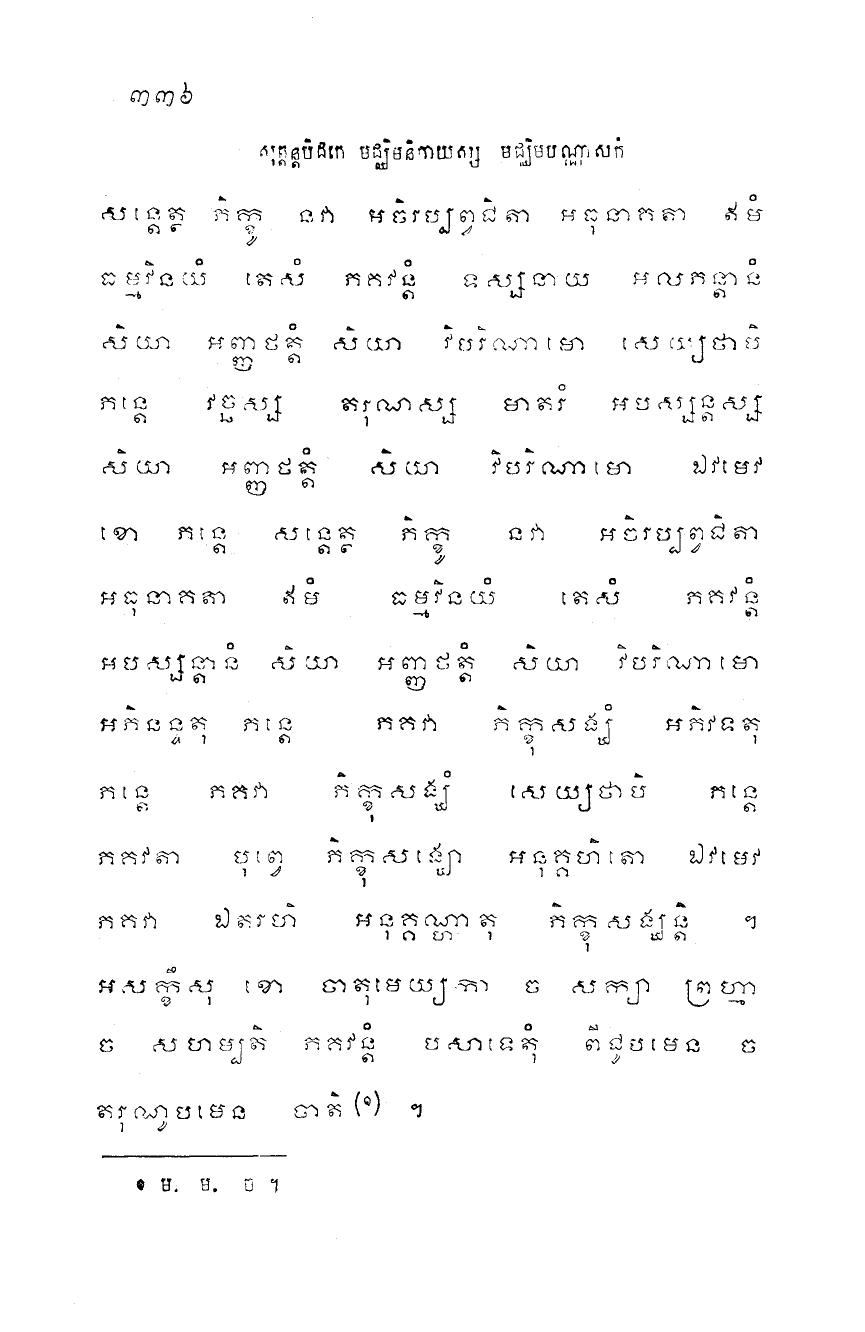 ៣៣៦
សុត្តន្តបិដកេ មជ្ឈិមនិកាយស្ស មជ្ឈិមបណ្ណាសកំ
សន្តេត្ថ ភិក្ខូ នវា អចិរប្បព្វជិតា អធុនាគតា ឥមំ
ធម្មវិនយំ តេសំ ភគវន្តំ ទស្សនាយ អលភន្តានំ
សិយា អញ្ញថត្តំ សិយា វិបរិណាមោ សេយ្យថាបិ
ភន្តេ វច្ឆស្ស តរុណស្ស មាតរំ អបស្សន្តស្ស
សិយា អញ្ញថត្តំ សិយា វិបរិណាមោ ឯវមេវ
ខោ ភន្តេ សន្តេត្ថ ភិក្ខូ នវា អចិរប្បព្វជិតា
អធុនាគតា ឥមំ ធម្មវិនយំ តេសំ ភគវន្តំ
អបស្សន្តានំ សិយា អញ្ញថត្តំ សិយា វិបរិណាមោ
អភិនន្ទតុ ភន្តេ ភគវា ភិក្ខុសង្ឃំ អភិវទតុ
ភន្តេ ភគវា ភិក្ខុសង្ឃំ សេយ្យថាបិ ភន្តេ
ភគវតា បុព្វេ ភិក្ខុសង្ឃោ អនុគ្គហិតោ ឯវមេវ
ភគវា ឯតរហិ អនុគ្គណ្ហាតុ ភិក្ខុសង្ឃន្តិ ។
អសក្ខឹសុ ខោ ចាតុមេយ្យកា ច សក្យា ព្រហ្មា
ច សហម្បតិ ភគវន្តំ បសាទេតុំ ពីជូបមេន ច
តរុណូបមេន ចាតិ (១) ។
១ ម. ម. ច ។